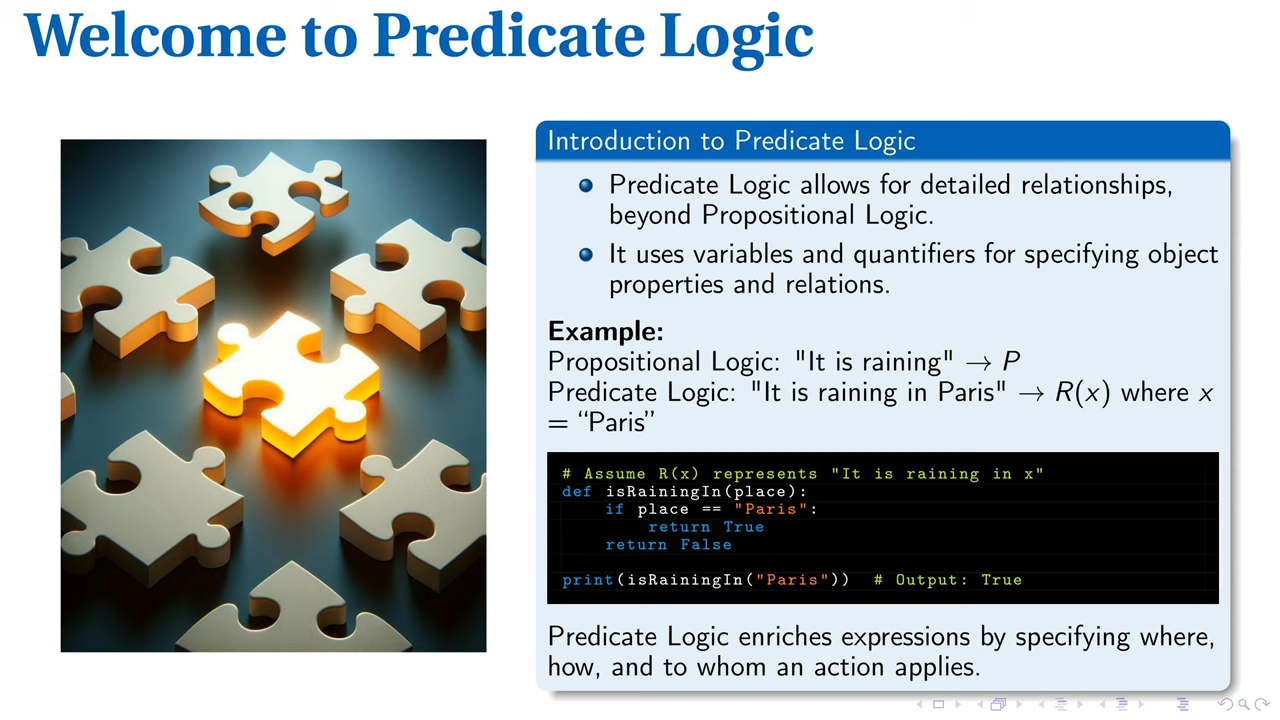 Welcome to Predicate Logic
Introduction to Predicate Logic
Predicate Logic allows for detailed relationships,
beyond Propositional Logic.
It uses variables and quantifiers for specifying object
properties and relations.
Example:
Propositional Logic: "It is raining" → P
Predicate Logic: "It is raining in Paris" → R(x) where x
= “Paris”
# Assume R(x) represents "It is raining in x"
def isRainingIn(place):
    if place == "Paris":
        return True
    return False
print(isRainingIn("Paris"))  # Output: True
Predicate Logic enriches expressions by specifying where,
how, and to whom an action applies.